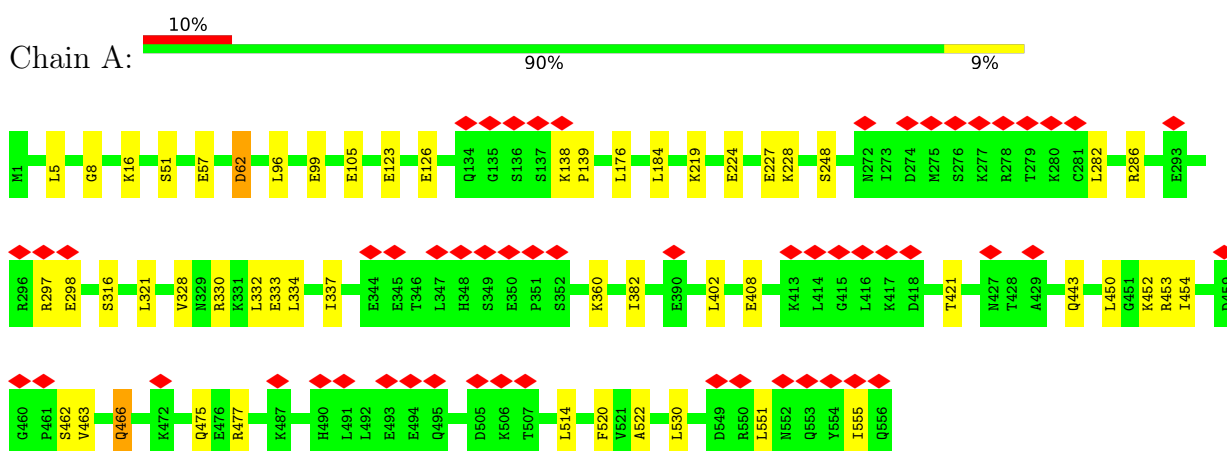 10%
Chain A:
90% 9%
M1 L5 G8 K16 S51 E57 D62 L96 E99 E105 E123 E126 Q134 G135 S136 S137 K138 P139 L176 L184 K219 E224 E227 K228 S248 N272 I273 D274 M275 S276 K277 R278 T279 K280 C281 L282 R286 E293
R296 R297 E298 S316 L321 V328 N329 R330 K331 L332 E333 L334 I337 E344 E345 T346 L347 H348 S349 E350 P351 S352 K360 I382 E390 L402 E408 K413 L414 G415 L416 K417 D418 T421 N427 T428 A429 Q443 L450 G451 K452 R453 I454
G460 P461 S462 V463 Q466 K472 Q475 E476 R477 K487 H490 L491 L492 E493 E494 Q495 D505 K506 T507 L514 F520 V521 A522 L530 D549 R550 L551 N552 Q553 Y554 I555 Q556